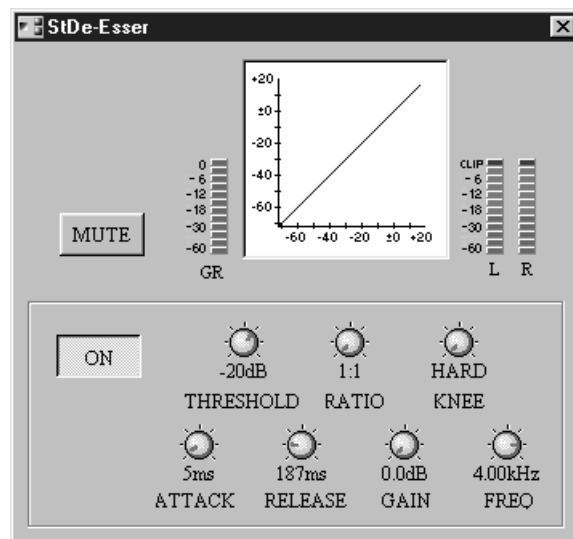 StDe-Esser
+20
±0
-20
-40
-60
-60 -40 -20 ±0 +20
0
-6
-12
-18
-30
-60
GR
CLIP
-6
-12
-18
-30
-60
L R
MUTE
ON
-20dB 1:1 HARD
THRESHOLD RATIO KNEE
5ms 187ms 0.0dB 4.00kHz
ATTACK RELEASE GAIN FREQ